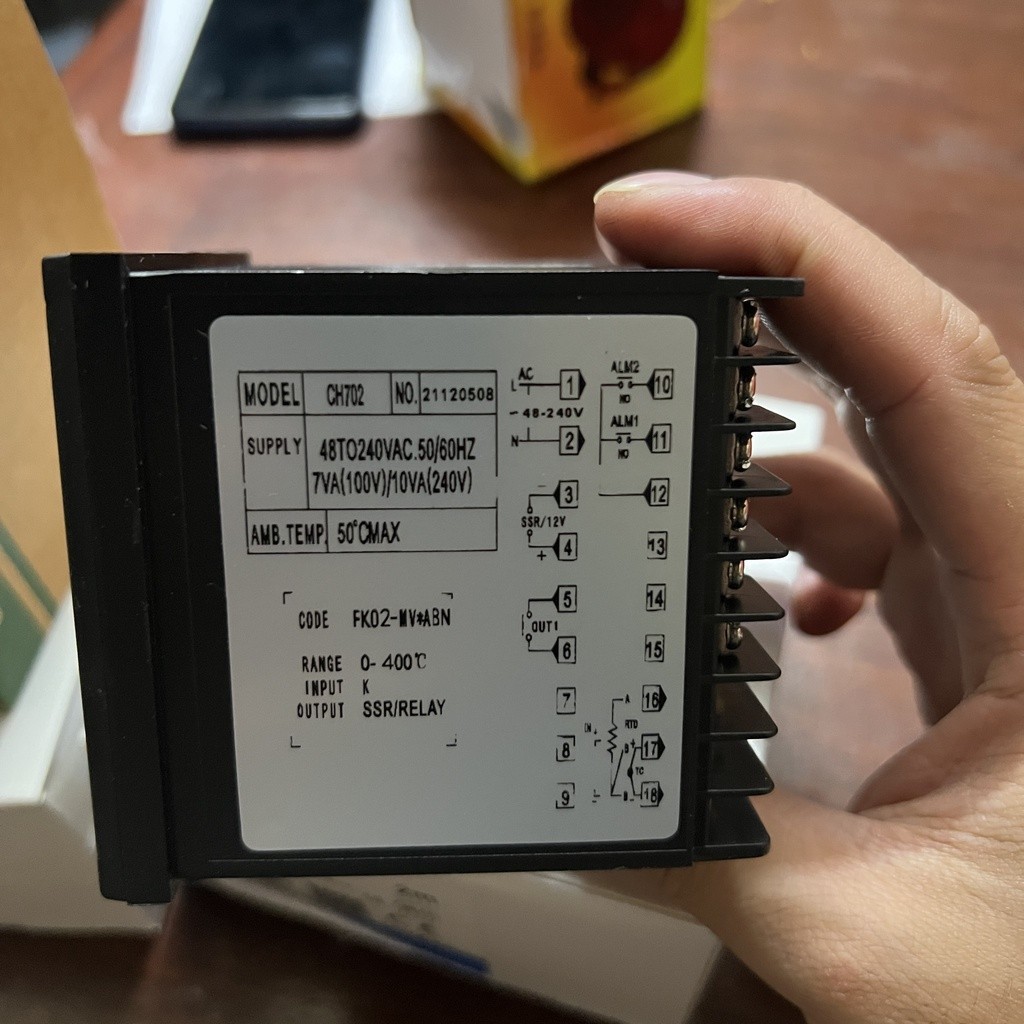 MODEL CH702 NO. 21120508
SUPPLY 48TO240VAC.50/60HZ
7VA(100V)/10VA(240V)
AMB.TEMP. 50℃MAX
CODE FK02-MV*ABN
RANGE 0-400℃
INPUT K
OUTPUT SSR/RELAY
AC
L 1
~48-240V
N 2
- 3
SSR/12V
+ 4
5
OUT1
6
7
8
9
ALM2
10
NO
ALM1
11
NO
12
13
14
15
A 16
IN + RTD
B + 17
TC
- B - 18